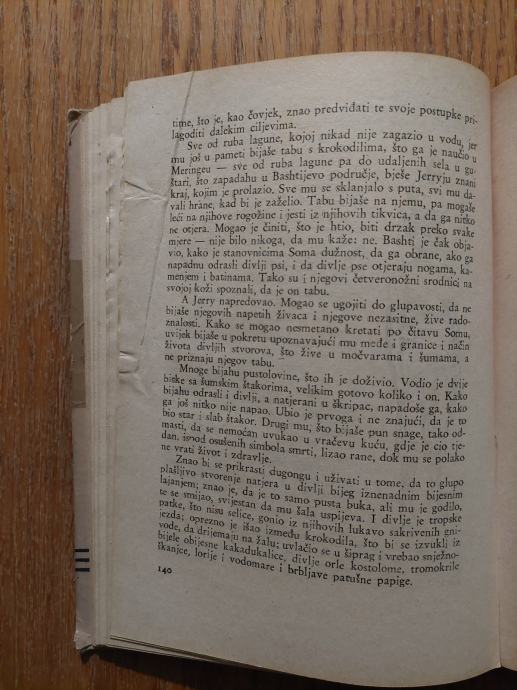 time, što je, kao čovjek, znao predviđati te svoje postupke pri-
lagoditi dalekim ciljevima.
Sve od ruba lagune, kojoj nikad nije zagazio u vodu, jer
mu još u pameti bijaše tabu s krokodilima, što ga je naučio u
Meringeu — sve od ruba lagune pa do udaljenih sela u gu-
štari, što zapadahu u Bashtijevo područje, bješe Jerryju znani
kraj, kojim je prolazio. Sve mu se sklanjalo s puta, svi mu da-
vali hrane, kad bi je zaželio. Tabu bijaše na njemu, pa mogaše
leći na njihove rogožine i jesti iz njihovih tikvica, a da ga nitko
ne otjera. Mogao je činiti, što je htio, biti drzak preko svake
mjere — nije bilo nikoga, da mu kaže: ne. Bashti je čak obja-
vio, kako je stanovnicima Soma dužnost, da ga obrane, ako ga
napadnu odrasli divlji psi, i da divlje pse otjeraju nogama, ka-
menjem i batinama. Tako su i njegovi četveronožni srodnici na
svojoj koži spoznali, da je on tabu.
A Jerry napredovao. Mogao se ugojiti do glupavosti, da ne
bijaše njegovih napetih živaca i njegove nezasitne, žive rado-
znalosti. Kako se mogao nesmetano kretati po čitavu Somu,
uvijek bijaše u pokretu upoznavajući mu međe i granice i način
života divljih stvorova, što žive u močvarama i šumama, a
ne priznaju njegov tabu.
Mnoge bijahu pustolovine, što ih je doživio. Vodio je dvije
bitke sa šumskim štakorima, velikim gotovo koliko i on. Kako
bijahu odrasli i divlji, a natjerani u škripac, napadoše ga, kako
ga još nitko nije napao. Ubio je prvoga i ne znajući, da je to
bio star i slab štakor. Drugi mu, što bijaše pun snage, tako od-
masti, da se nemoćan uvukao u vračevu kuću, gdje je cio tje-
dan, ispod osušenih simbola smrti, lizao rane, dok mu se polako
ne vrati život i zdravlje.
Znao bi se prikrasti dugongu i uživati u tome, da to glupo
plašljivo stvorenje natjera u divlji bijeg iznenadnim bijesnim
lajanjem; znao je, da je to samo pusta buka, ali mu je godilo,
te se smijao, svijestan da mu šala uspijeva. I divlje je tropske
patke, što nisu selice, gonio iz njihovih lukavo sakrivenih gni-
jezda; oprezno je išao između krokodila, što bi se izvukli iz
vode, da drijemaju na žalu; uvlačio se u šiprag i vrebao snježno-
bijele obijesne kakadukalice, divlje orle kostolome, tromokrile
škanjce, lorije i vodomare i brbljave patušne papige.
140